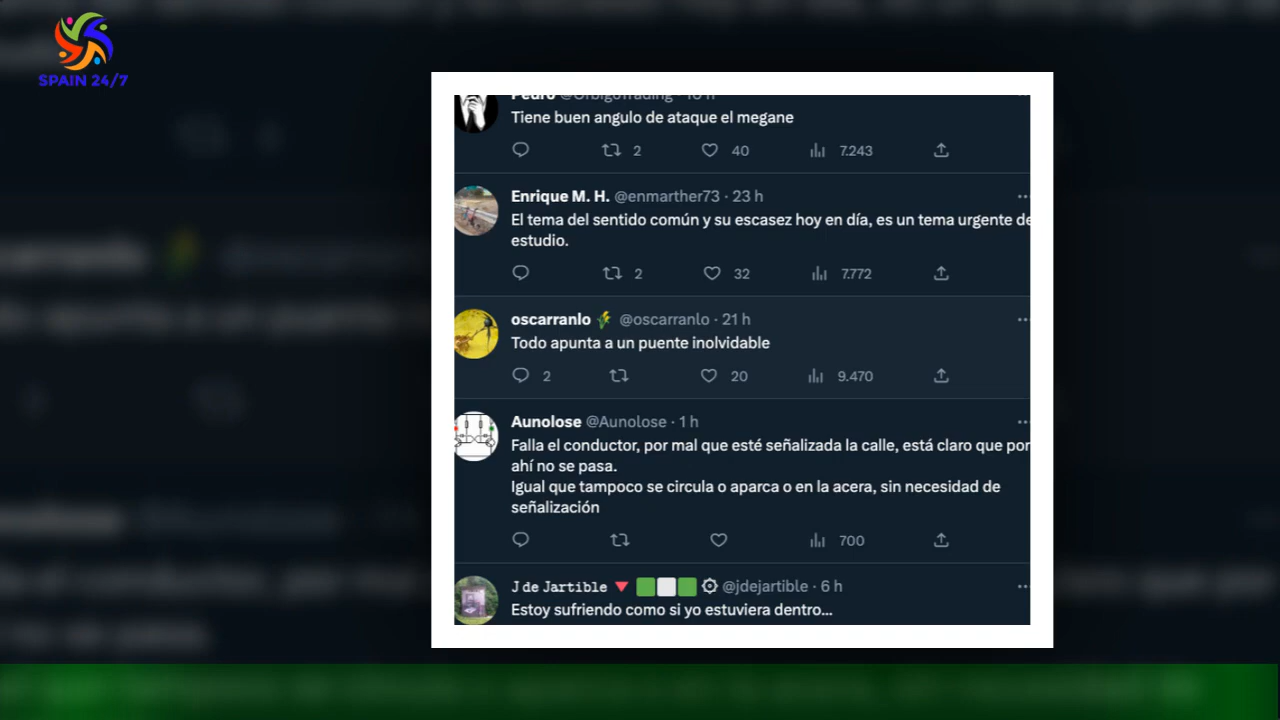 SPAIN 24/7
Pedro @OrbigoTrading · 16 h
Tiene buen angulo de ataque el megane
2 40 7.243
Enrique M. H. @enmarther73 · 23 h
El tema del sentido común y su escasez hoy en día, es un tema urgente de
estudio.
2 32 7.772
oscarranlo @oscarranlo · 21 h
Todo apunta a un puente inolvidable
2 20 9.470
Aunolose @Aunolose · 1 h
Falla el conductor, por mal que esté señalizada la calle, está claro que por
ahí no se pasa.
Igual que tampoco se circula o aparca o en la acera, sin necesidad de
señalización
700
J de Jartible @jdejartible · 6 h
Estoy sufriendo como si yo estuviera dentro...